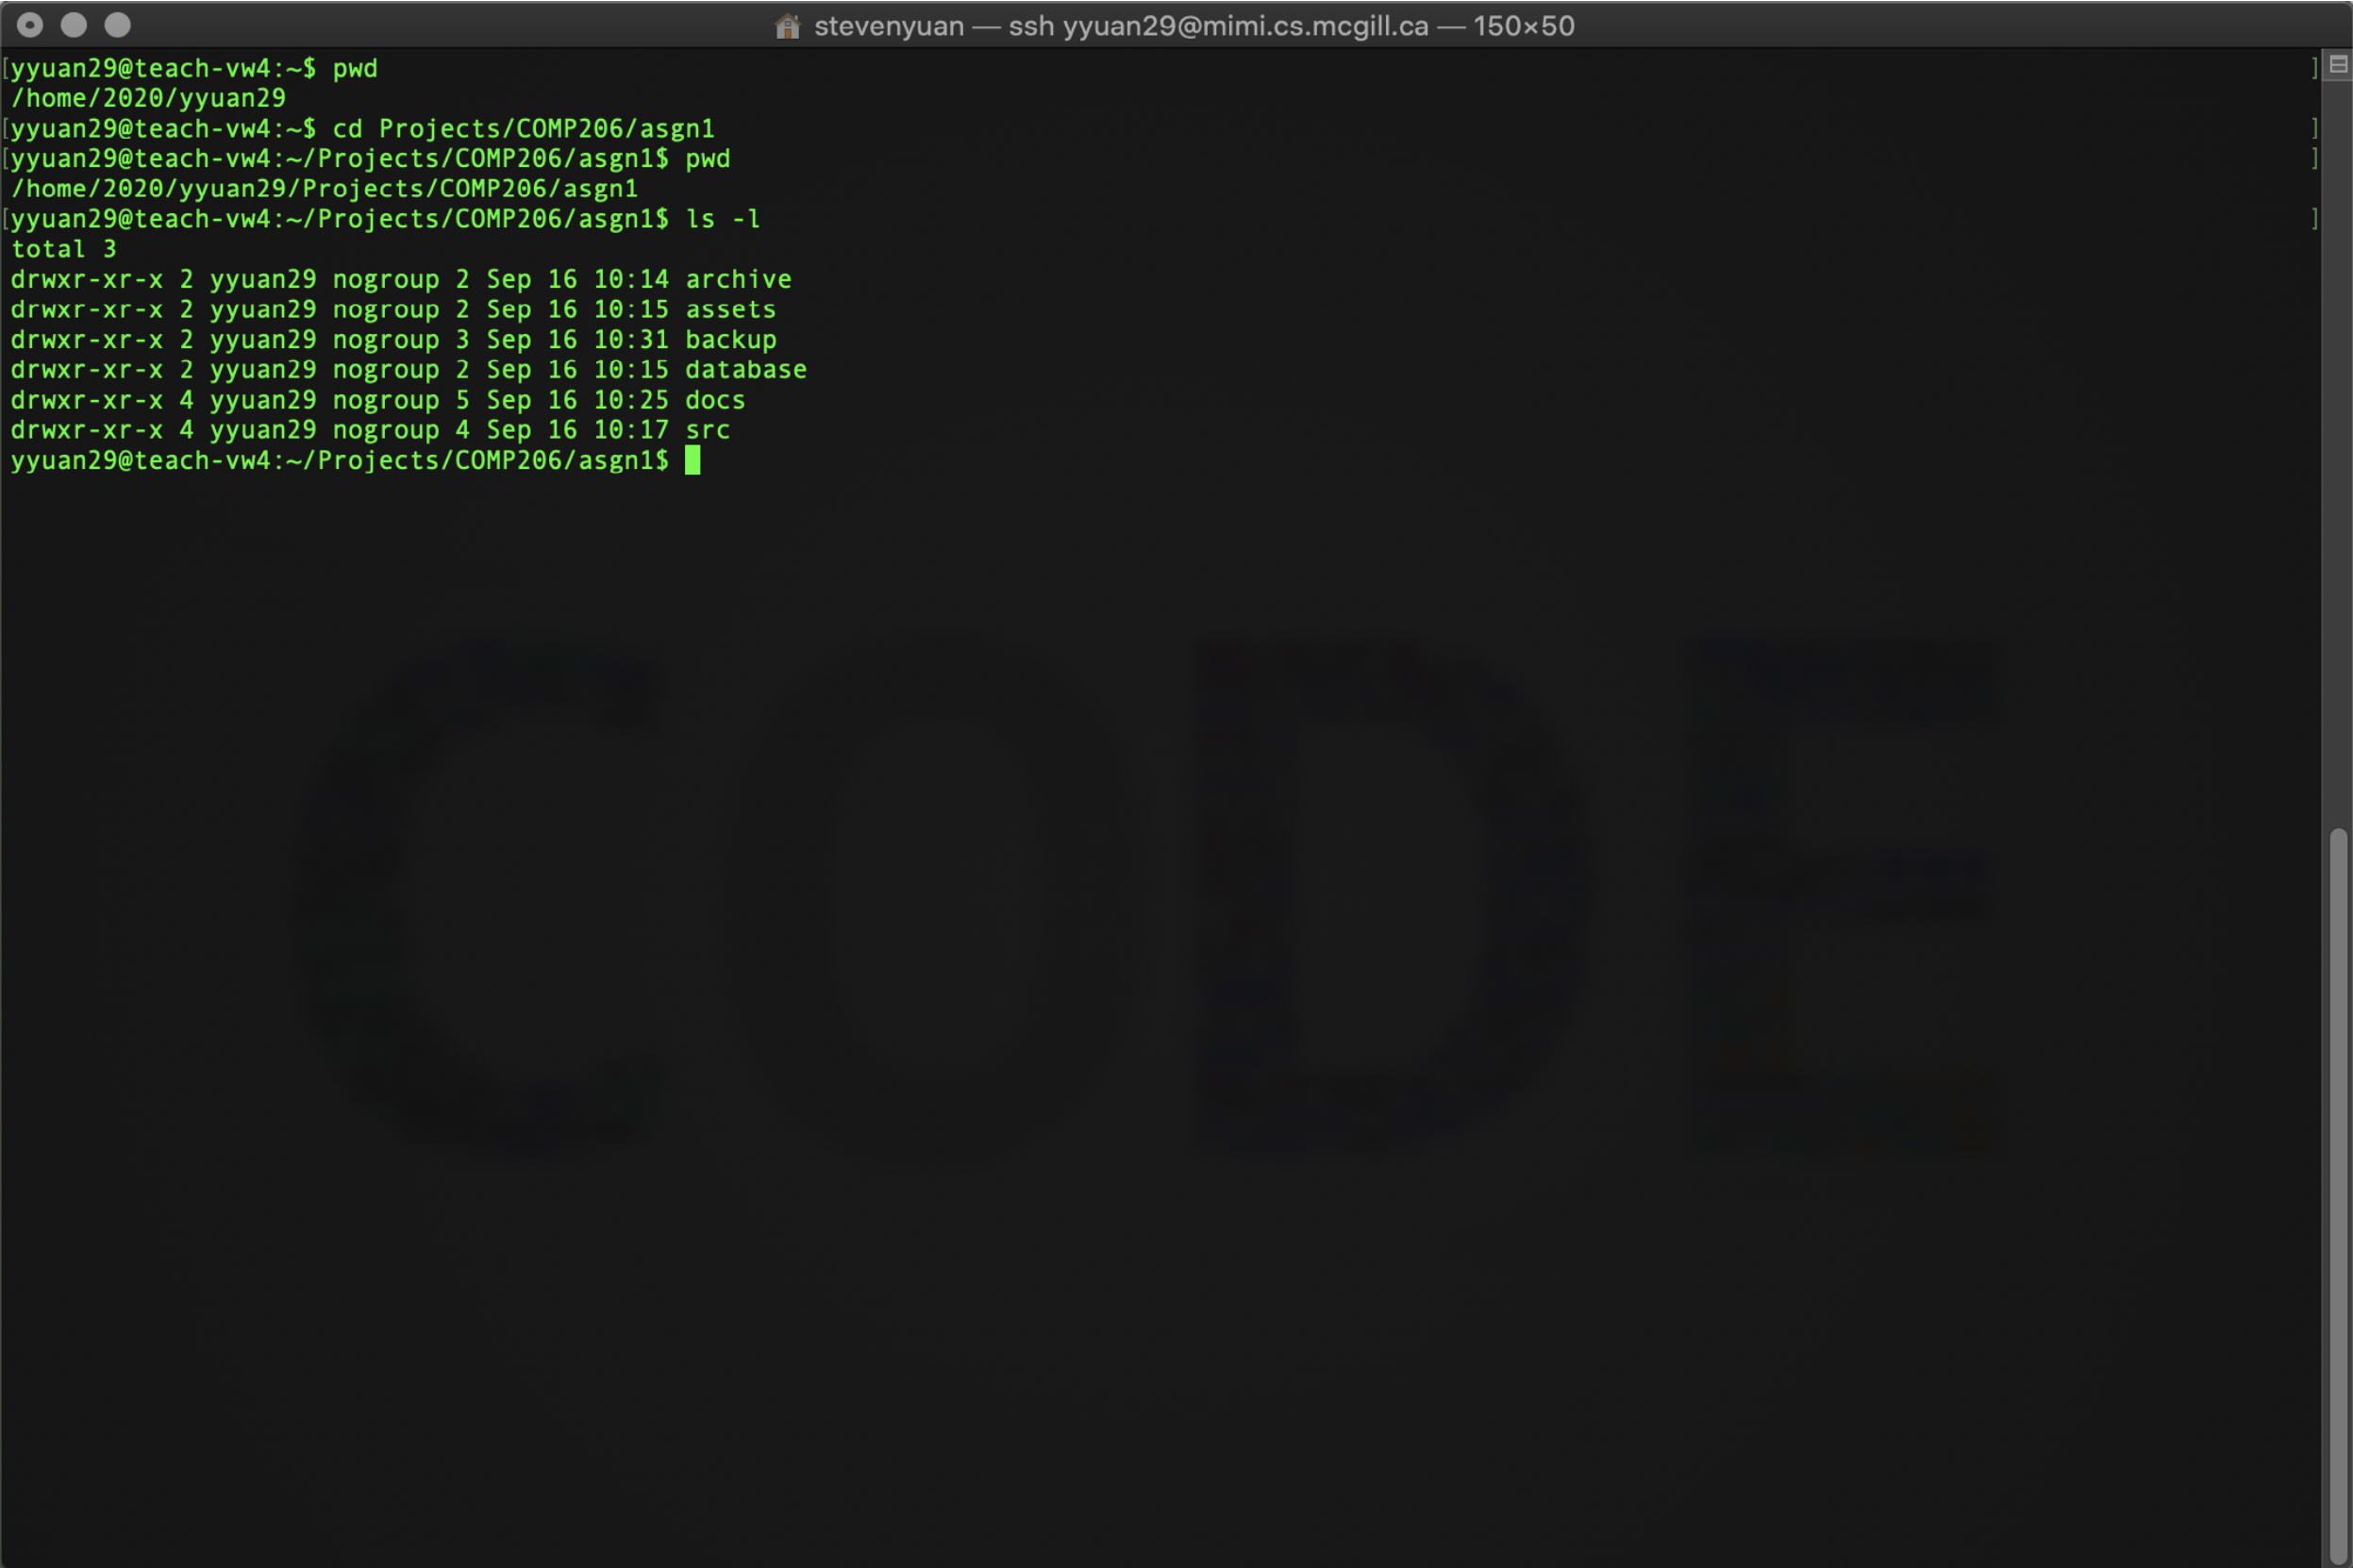 stevenyuan — ssh yyuan29@mimi.cs.mcgill.ca — 150×50
[yyuan29@teach-vw4:~$ pwd ]
/home/2020/yyuan29
[yyuan29@teach-vw4:~$ cd Projects/COMP206/asgn1 ]
[yyuan29@teach-vw4:~/Projects/COMP206/asgn1$ pwd ]
/home/2020/yyuan29/Projects/COMP206/asgn1
[yyuan29@teach-vw4:~/Projects/COMP206/asgn1$ ls -l ]
total 3
drwxr-xr-x 2 yyuan29 nogroup 2 Sep 16 10:14 archive
drwxr-xr-x 2 yyuan29 nogroup 2 Sep 16 10:15 assets
drwxr-xr-x 2 yyuan29 nogroup 3 Sep 16 10:31 backup
drwxr-xr-x 2 yyuan29 nogroup 2 Sep 16 10:15 database
drwxr-xr-x 4 yyuan29 nogroup 5 Sep 16 10:25 docs
drwxr-xr-x 4 yyuan29 nogroup 4 Sep 16 10:17 src
yyuan29@teach-vw4:~/Projects/COMP206/asgn1$
CODE